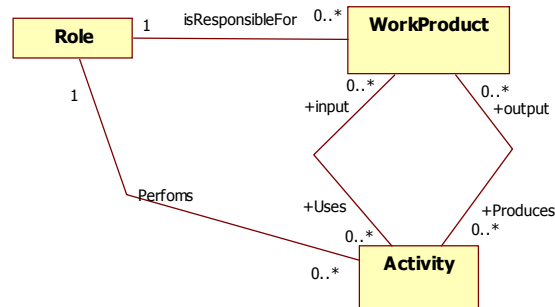 isResponsibleFor
0..*
1
Role
WorkProduct
1
0..*
0..*
+input
+output
Perfoms
+Uses
+Produces
0..*
0..*
0..*
Activity